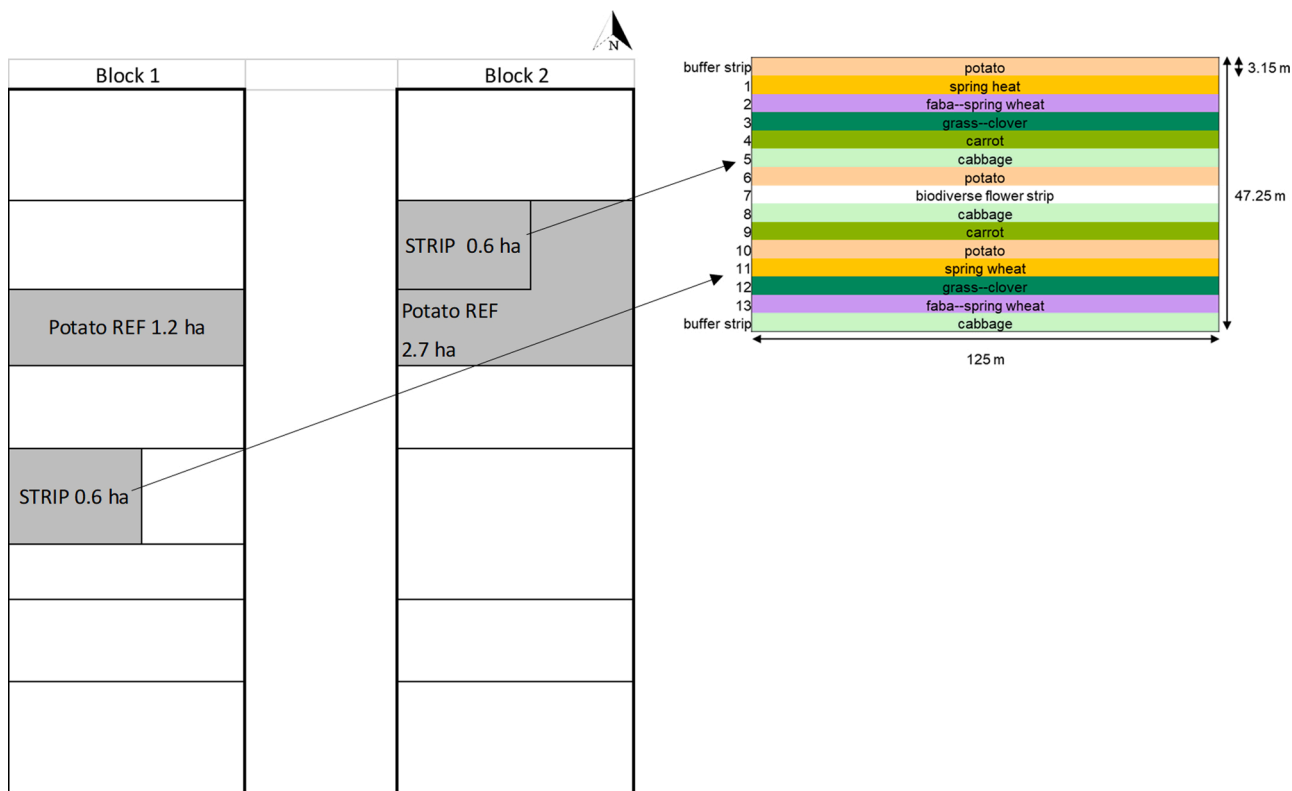 N
Block 1
Block 2
STRIP 0.6 ha
Potato REF 1.2 ha
Potato REF
2.7 ha
STRIP 0.6 ha
buffer strip potato 3.15 m
1 spring heat
2 faba--spring wheat
3 grass--clover
4 carrot
5 cabbage
6 potato
7 biodiverse flower strip 47.25 m
8 cabbage
9 carrot
10 potato
11 spring wheat
12 grass--clover
13 faba--spring wheat
buffer strip cabbage
125 m